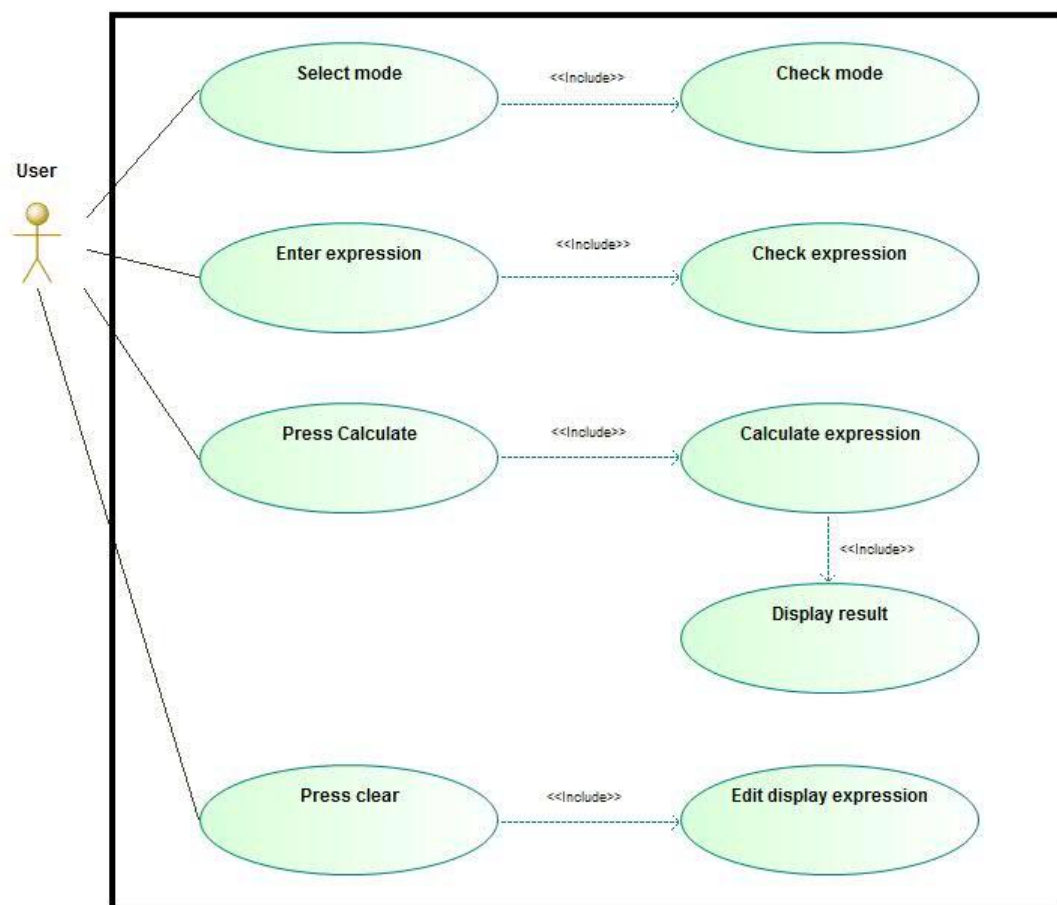 Select mode
<<Include>>
Check mode
User
Enter expression
<<Include>>
Check expression
Press Calculate
<<Include>>
Calculate expression
<<Include>>
Display result
Press clear
<<Include>>
Edit display expression